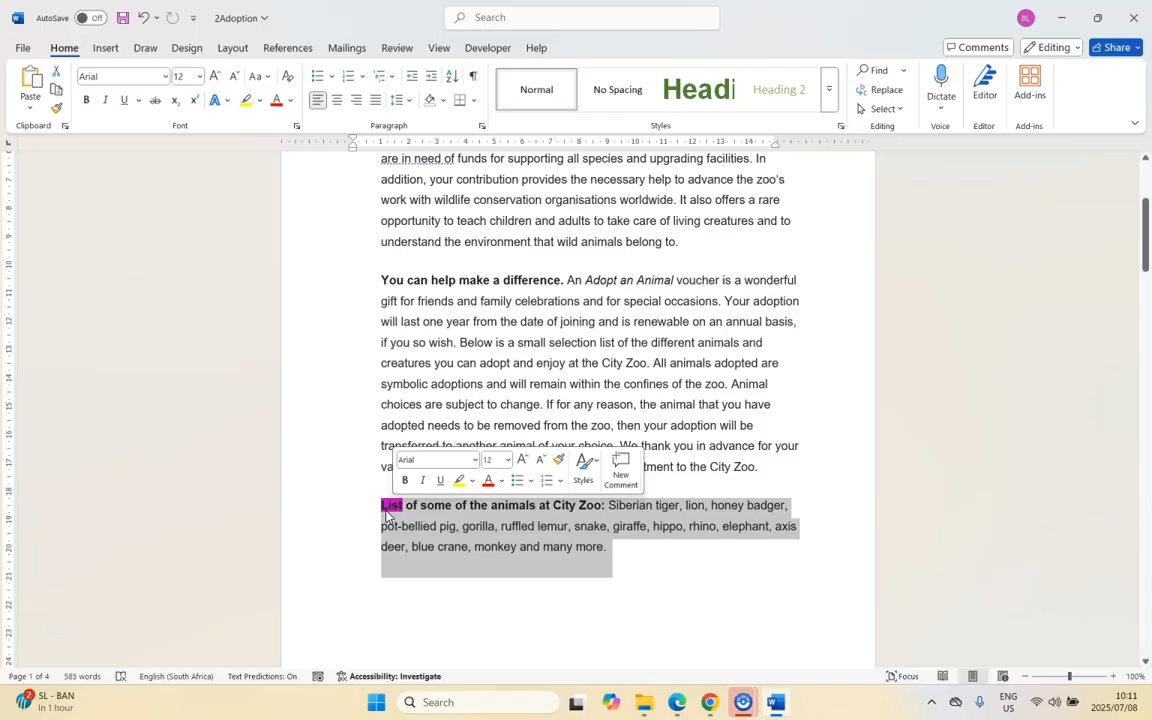 AutoSave Off 2Adoption Search BL
File Home Insert Draw Design Layout References Mailings Review View Developer Help Comments Editing Share
Paste Arial 12 Aa Normal No Spacing Headi Heading 2 Find Replace Select Dictate Editor Add-ins
Clipboard Font Paragraph Styles Editing Voice Editor Add-ins
are in need of funds for supporting all species and upgrading facilities. In
addition, your contribution provides the necessary help to advance the zoo's
work with wildlife conservation organisations worldwide. It also offers a rare
opportunity to teach children and adults to take care of living creatures and to
understand the environment that wild animals belong to.
You can help make a difference. An Adopt an Animal voucher is a wonderful
gift for friends and family celebrations and for special occasions. Your adoption
will last one year from the date of joining and is renewable on an annual basis,
if you so wish. Below is a small selection list of the different animals and
creatures you can adopt and enjoy at the City Zoo. All animals adopted are
symbolic adoptions and will remain within the confines of the zoo. Animal
choices are subject to change. If for any reason, the animal that you have
adopted needs to be removed from the zoo, then your adoption will be
transferred to another animal of your choice. We thank you in advance for your
va tment to the City Zoo.
Arial 12 Styles New Comment
List of some of the animals at City Zoo: Siberian tiger, lion, honey badger,
pot-bellied pig, gorilla, ruffled lemur, snake, giraffe, hippo, rhino, elephant, axis
deer, blue crane, monkey and many more.
Page 1 of 4 585 words English (South Africa) Text Predictions: On Accessibility: Investigate Focus 100%
2 SL - BAN In 1 hour Search ENG US 10:11 2025/07/08